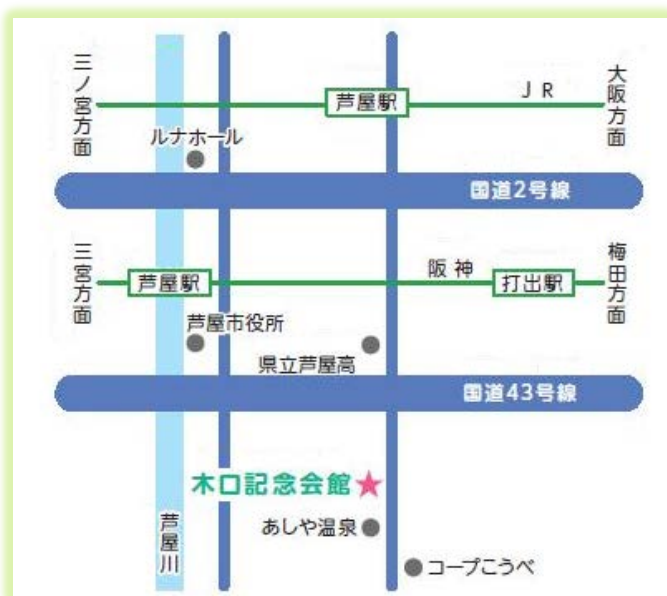 三ノ宮方面
芦屋駅
ＪＲ
大阪方面
ルナホール
国道2号線
三宮方面
芦屋駅
阪神
打出駅
梅田方面
芦屋市役所
県立芦屋高
国道43号線
木口記念会館
あしや温泉
芦屋川
コープこうべ